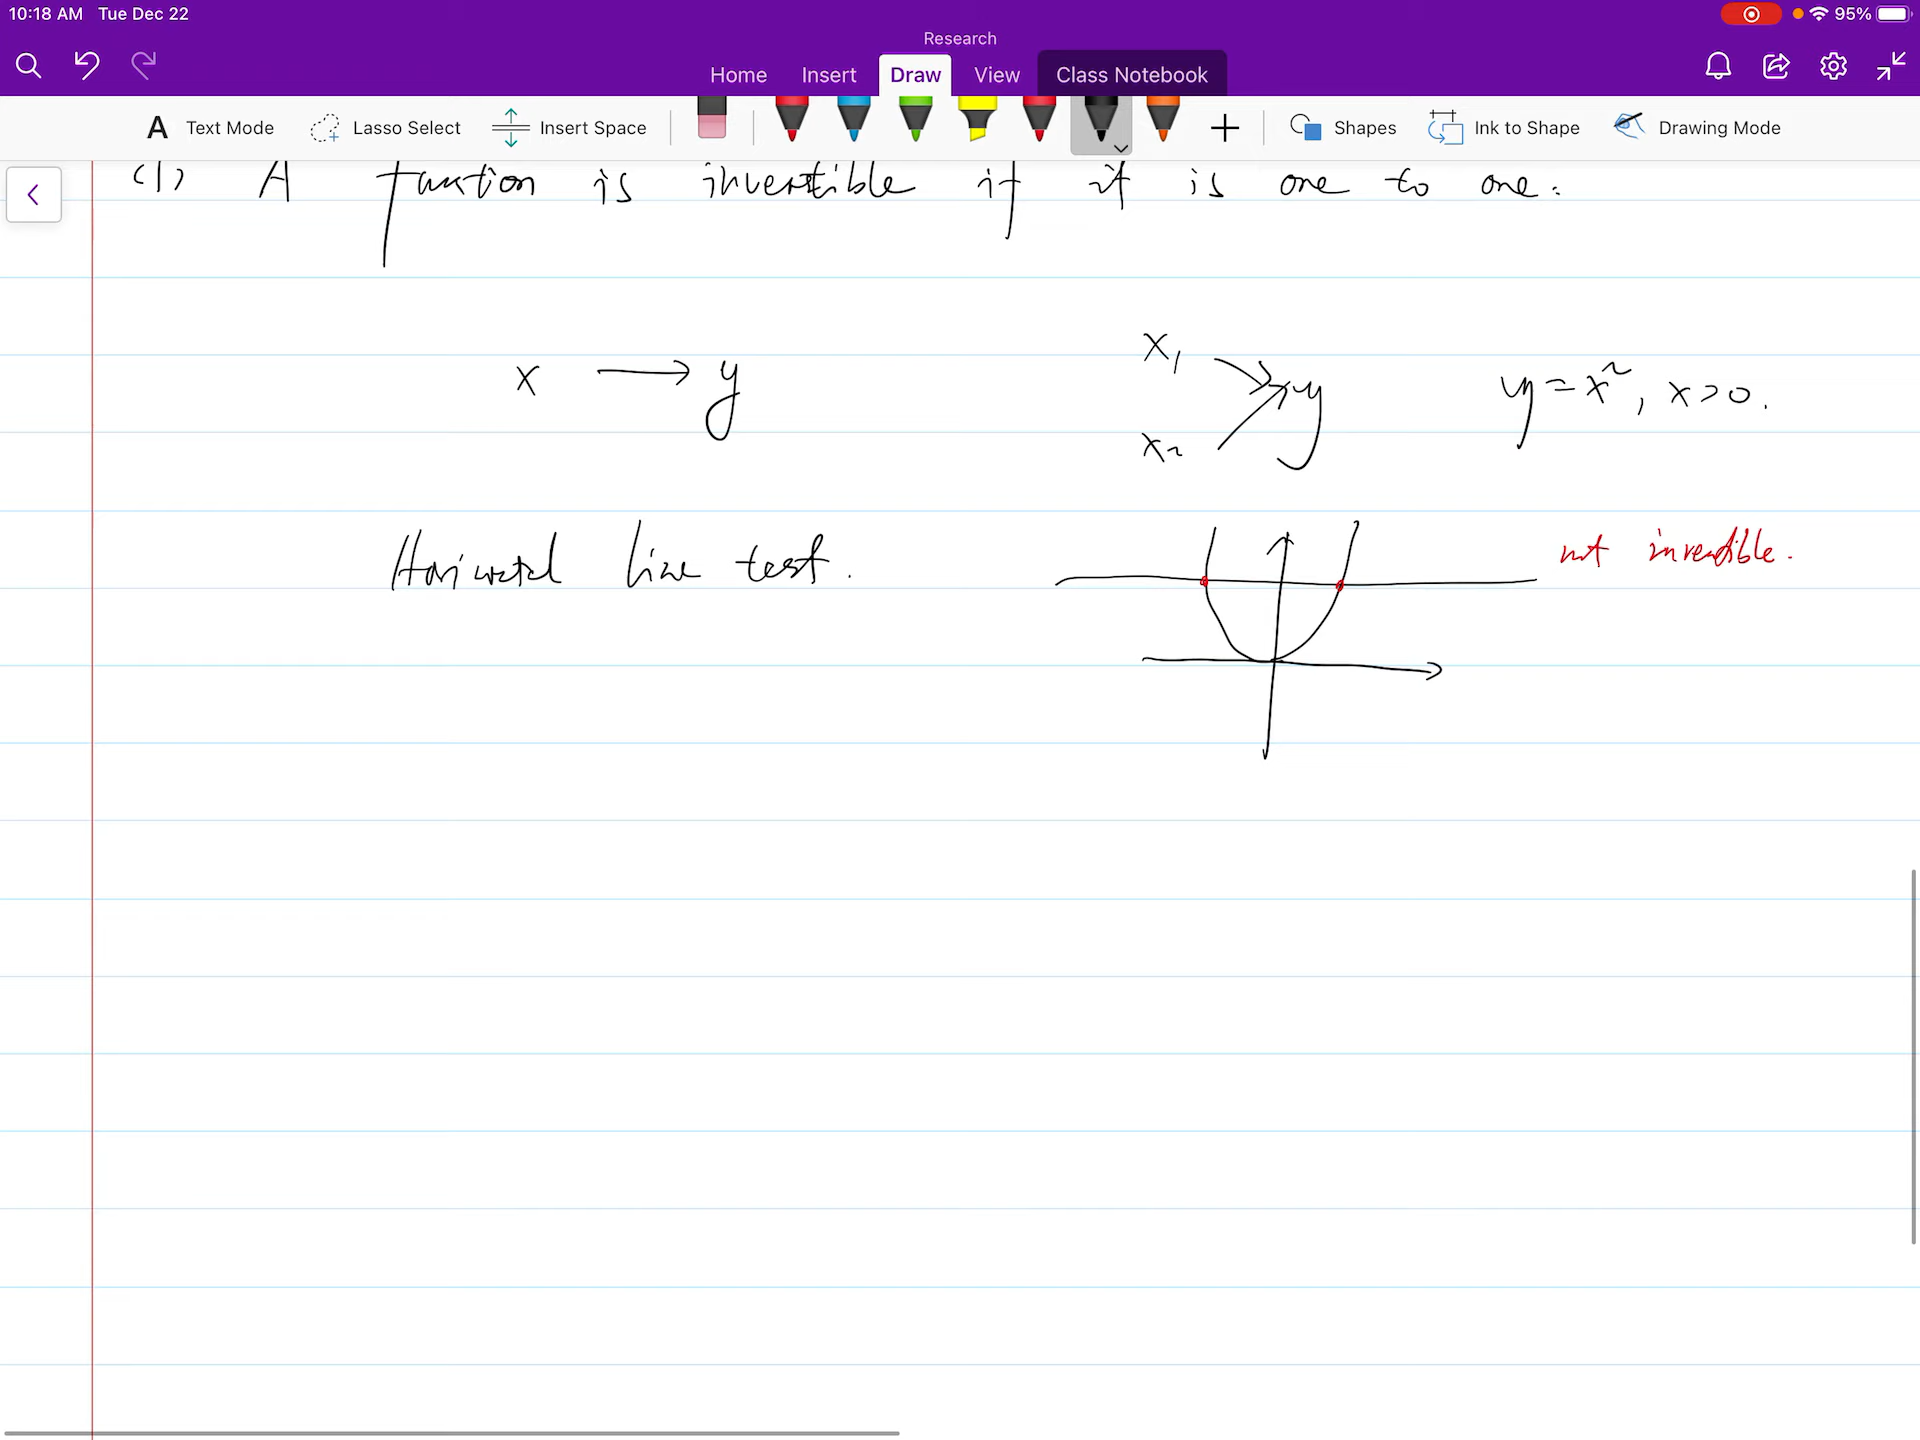 10:18 AM Tue Dec 22
95%
Research
Home Insert Draw View Class Notebook
A Text Mode Lasso Select Insert Space Shapes Ink to Shape Drawing Mode
(1) A function is invertible if it is one to one.
x → y
x₁
x₂
y
y = x², x > 0.
Horizontal line test.
not invertible.